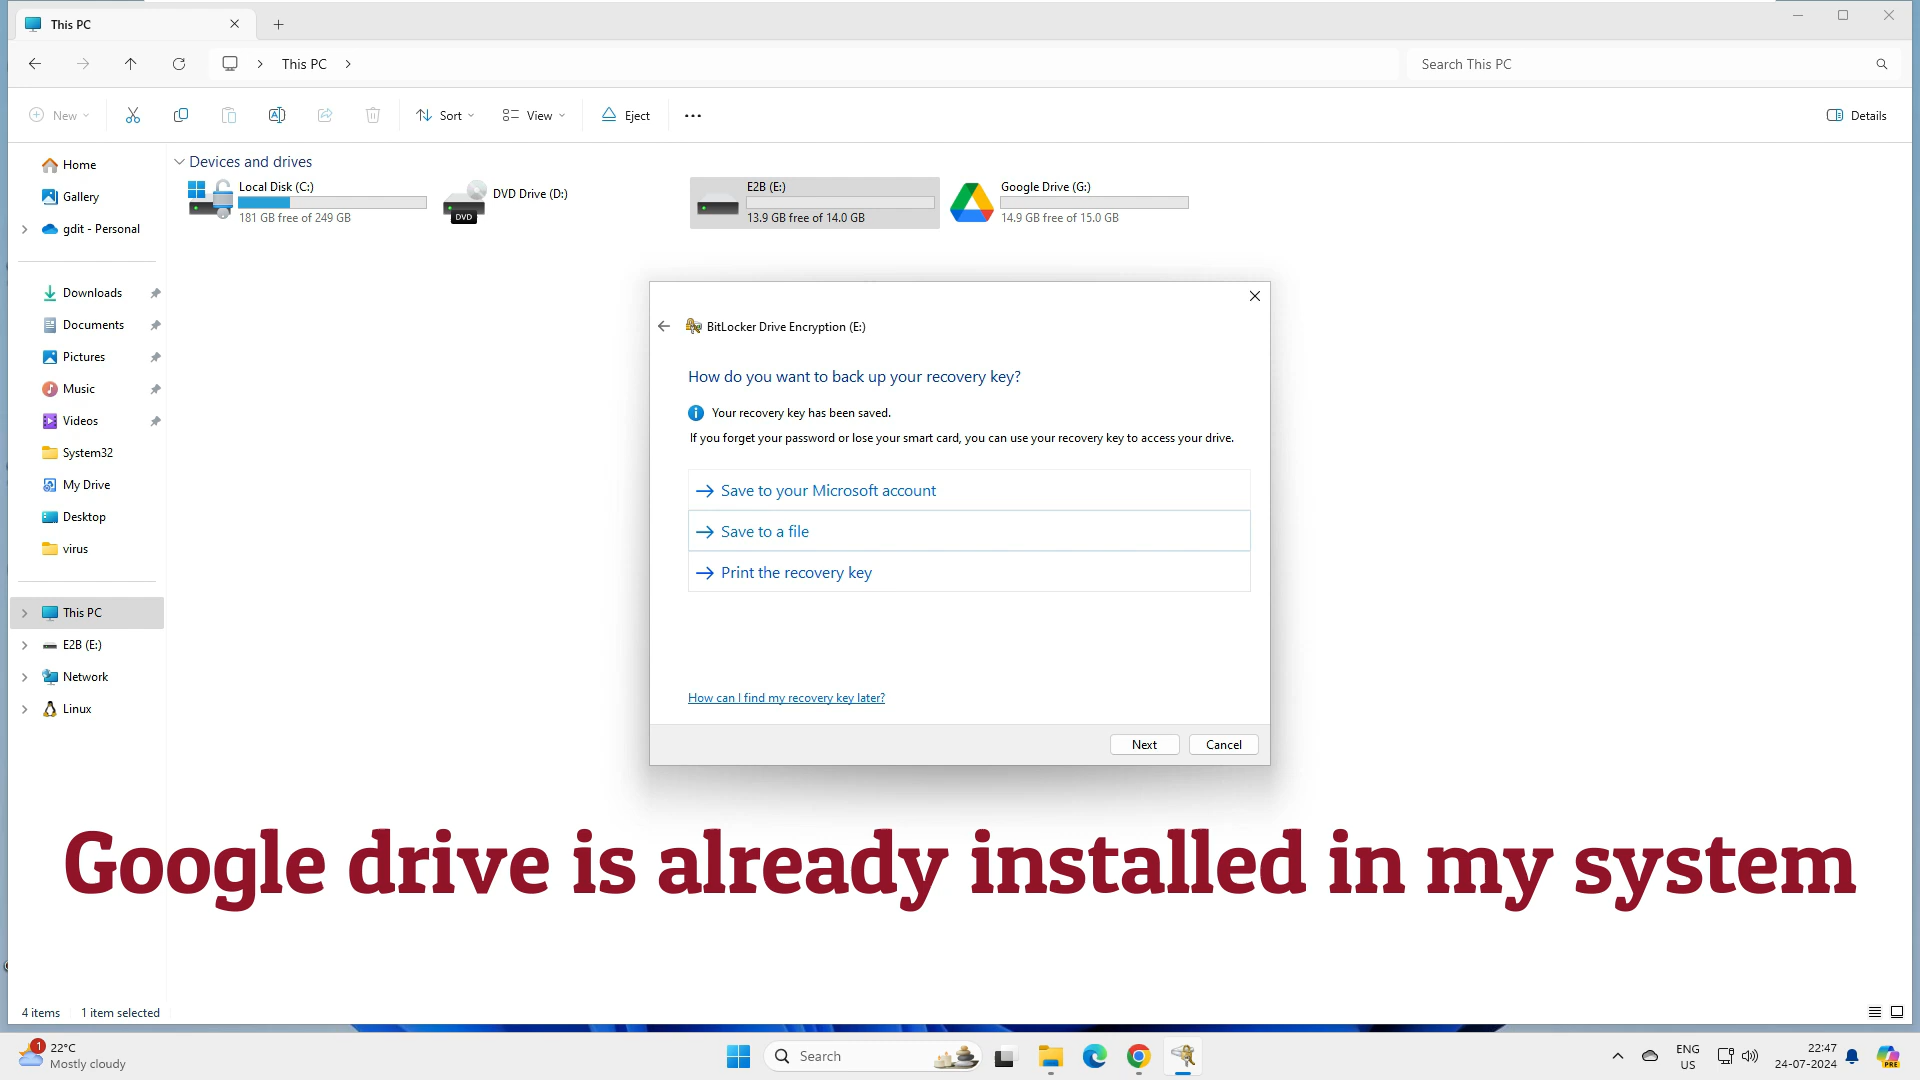 This PC
This PC
Search This PC
New
Sort
View
Eject
Details
Home
Gallery
gdit - Personal
Downloads
Documents
Pictures
Music
Videos
System32
My Drive
Desktop
virus
This PC
E2B (E:)
Network
Linux
Devices and drives
Local Disk (C:)
181 GB free of 249 GB
DVD
DVD Drive (D:)
E2B (E:)
13.9 GB free of 14.0 GB
Google Drive (G:)
14.9 GB free of 15.0 GB
BitLocker Drive Encryption (E:)
How do you want to back up your recovery key?
Your recovery key has been saved.
If you forget your password or lose your smart card, you can use your recovery key to access your drive.
Save to your Microsoft account
Save to a file
Print the recovery key
How can I find my recovery key later?
Next
Cancel
Google drive is already installed in my system
4 items
1 item selected
1
22°C
Mostly cloudy
Search
ENG
US
22:47
24-07-2024
PRE